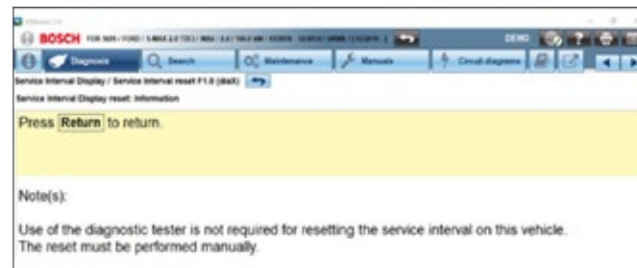 BOSCH
DEMO
Diagnosis Search Maintenance Manuals Circuit diagrams
Service Interval Display / Service Interval reset F1.0 (diaX)
Service Interval Display reset: Information
Press Return to return.
Note(s):
Use of the diagnostic tester is not required for resetting the service interval on this vehicle.
The reset must be performed manually.